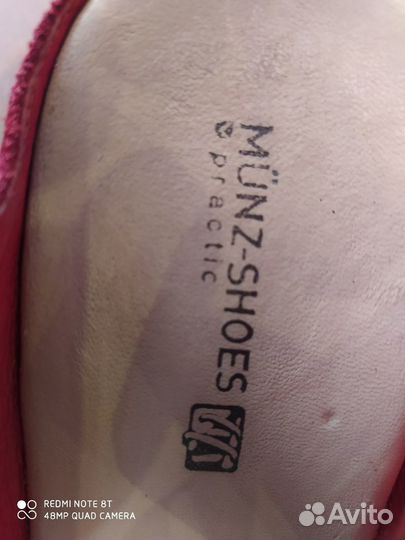 MÜNZ-SHOES
practic
REDMI NOTE 8T
48MP QUAD CAMERA
Avito